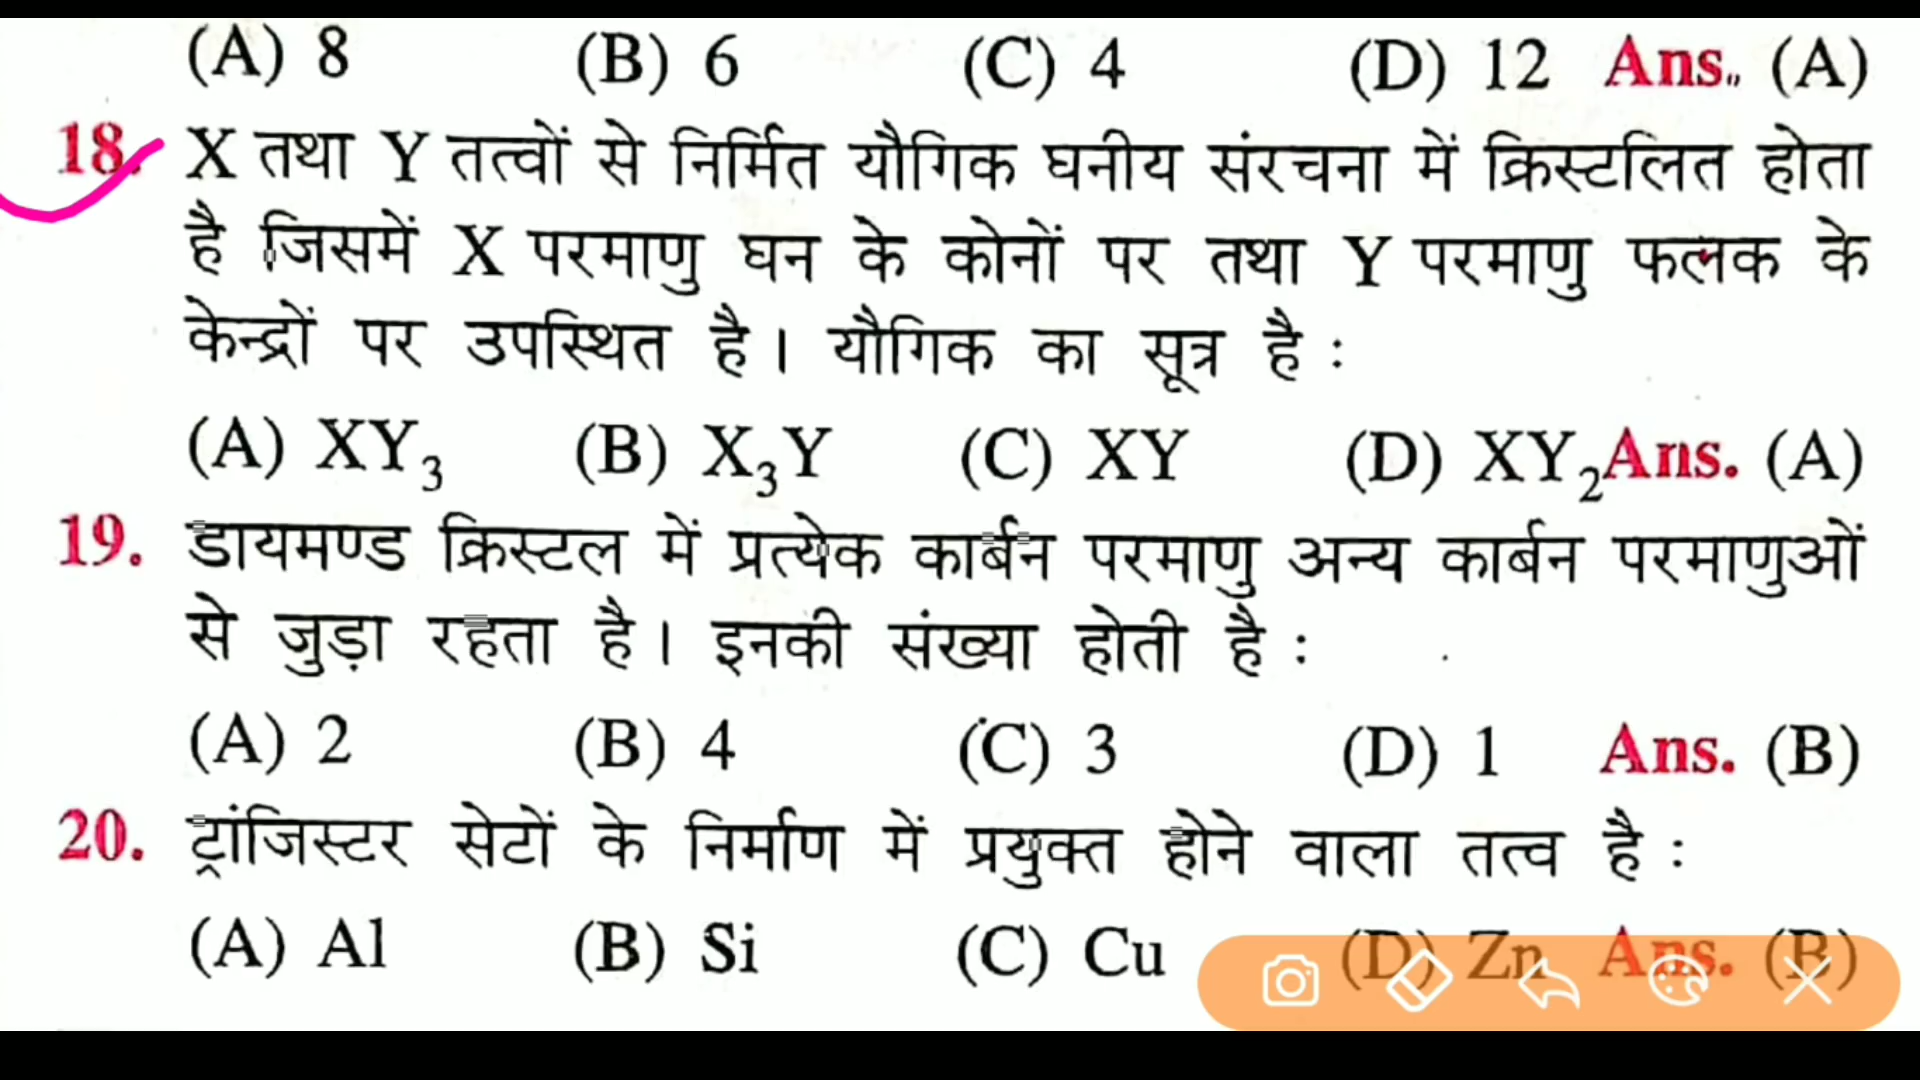 (A) 8 (B) 6 (C) 4 (D) 12 Ans. (A)
18. X तथा Y तत्वों से निर्मित यौगिक घनीय संरचना में क्रिस्टलित होता
है जिसमें X परमाणु घन के कोनों पर तथा Y परमाणु फलक के
केन्द्रों पर उपस्थित है। यौगिक का सूत्र है :
(A) XY₃ (B) X₃Y (C) XY (D) XY₂ Ans. (A)
19. डायमण्ड क्रिस्टल में प्रत्येक कार्बन परमाणु अन्य कार्बन परमाणुओं
से जुड़ा रहता है। इनकी संख्या होती है :
(A) 2 (B) 4 (C) 3 (D) 1 Ans. (B)
20. ट्रांजिस्टर सेटों के निर्माण में प्रयुक्त होने वाला तत्व है :
(A) Al (B) Si (C) Cu (D) Zn Ans. (B)